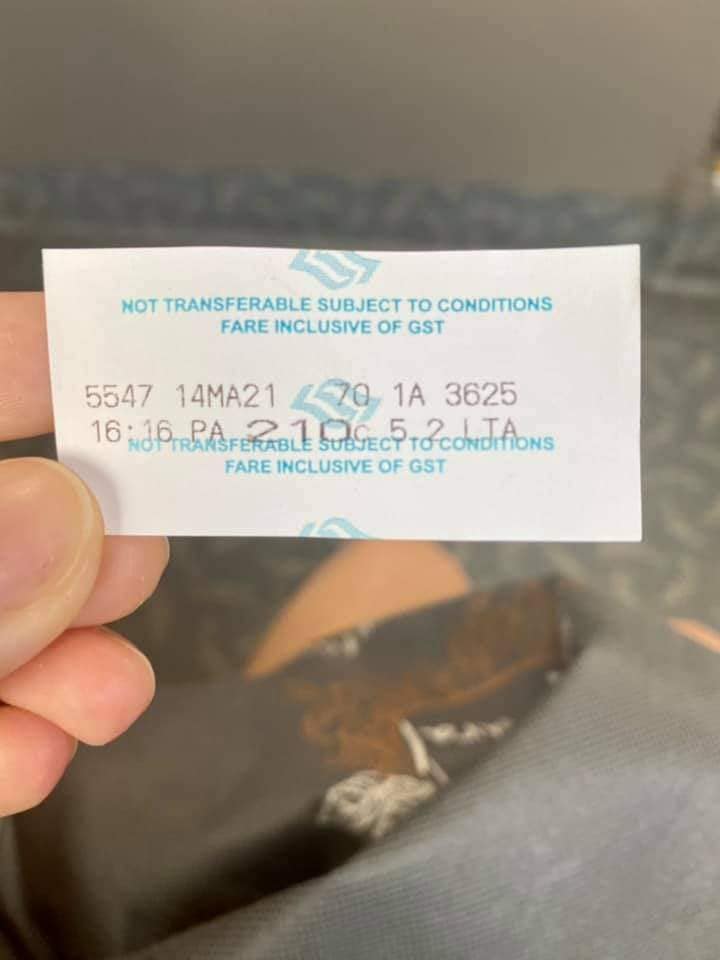 NOT TRANSFERABLE SUBJECT TO CONDITIONS
FARE INCLUSIVE OF GST
5547 14MA21 70 1A 3625
16:16 PA 210c 5.2 LTA
NOT TRANSFERABLE SUBJECT TO CONDITIONS
FARE INCLUSIVE OF GST